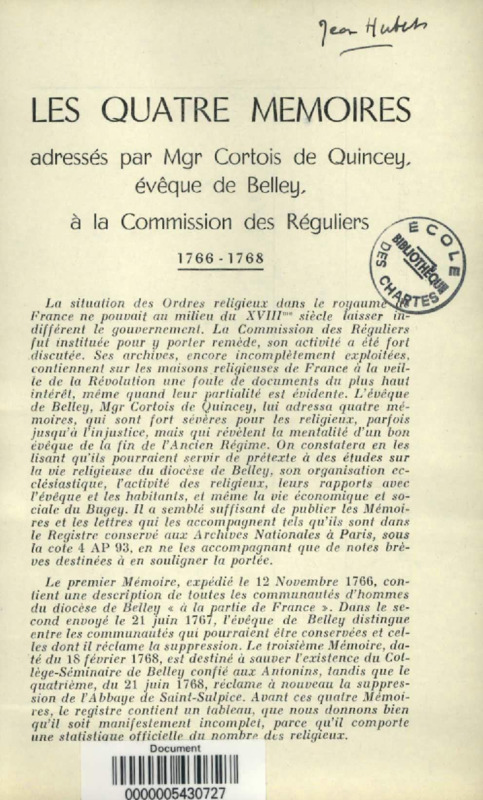 Jean Hubert
LES QUATRE MEMOIRES
adressés par Mgr Cortois de Quincey,
évêque de Belley,
à la Commission des Réguliers
1766 - 1768
ECOLE
DES CHARTES
BIBLIOTHÈQUE
La situation des Ordres religieux dans le royaume de
France ne pouvait au milieu du XVIIIme siècle laisser in-
différent le gouvernement. La Commission des Réguliers
fut instituée pour y porter remède, son activité a été fort
discutée. Ses archives, encore incomplètement exploitées,
contiennent sur les maisons religieuses de France à la veil-
le de la Révolution une foule de documents du plus haut
intérêt, même quand leur partialité est évidente. L'évêque
de Belley, Mgr Cortois de Quincey, lui adressa quatre mé-
moires, qui sont fort sévères pour les religieux, parfois
jusqu'à l'injustice, mais qui révèlent la mentalité d'un bon
évêque de la fin de l'Ancien Régime. On constatera en les
lisant qu'ils pourraient servir de prétexte à des études sur
la vie religieuse du diocèse de Belley, son organisation ec-
clésiastique, l'activité des religieux, leurs rapports avec
l'évêque et les habitants, et même la vie économique et so-
ciale du Bugey. Il a semblé suffisant de publier les Mémoi-
res et les lettres qui les accompagnent tels qu'ils sont dans
le Registre conservé aux Archives Nationales à Paris, sous
la cote 4 AP 93, en ne les accompagnant que de notes brè-
ves destinées à en souligner la portée.
Le premier Mémoire, expédié le 12 Novembre 1766, con-
tient une description de toutes les communautés d'hommes
du diocèse de Belley « à la partie de France ». Dans le se-
cond envoyé le 21 juin 1767, l'évêque de Belley distingue
entre les communautés qui pourraient être conservées et cel-
les dont il réclame la suppression. Le troisième Mémoire, da-
té du 18 février 1768, est destiné à sauver l'existence du Col-
lège-Séminaire de Belley confié aux Antonins, tandis que le
quatrième, du 21 juin 1768, réclame à nouveau la suppres-
sion de l'Abbaye de Saint-Sulpice. Avant ces quatre Mémoi-
res, le registre contient un tableau, que nous donnons bien
qu'il soit manifestement incomplet, parce qu'il comporte
une statistique officielle du nombre des religieux.
Document
0000005430727